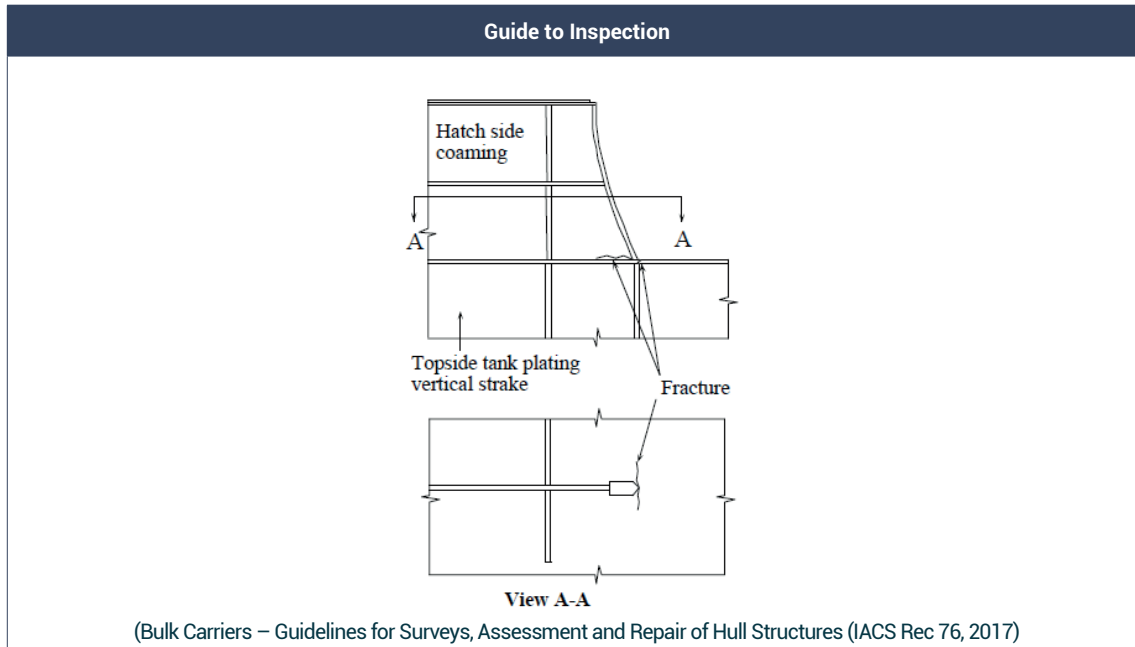 Guide to Inspection
Hatch side
coaming
A
A
Topside tank plating
vertical strake
Fracture
View A-A
(Bulk Carriers – Guidelines for Surveys, Assessment and Repair of Hull Structures (IACS Rec 76, 2017)